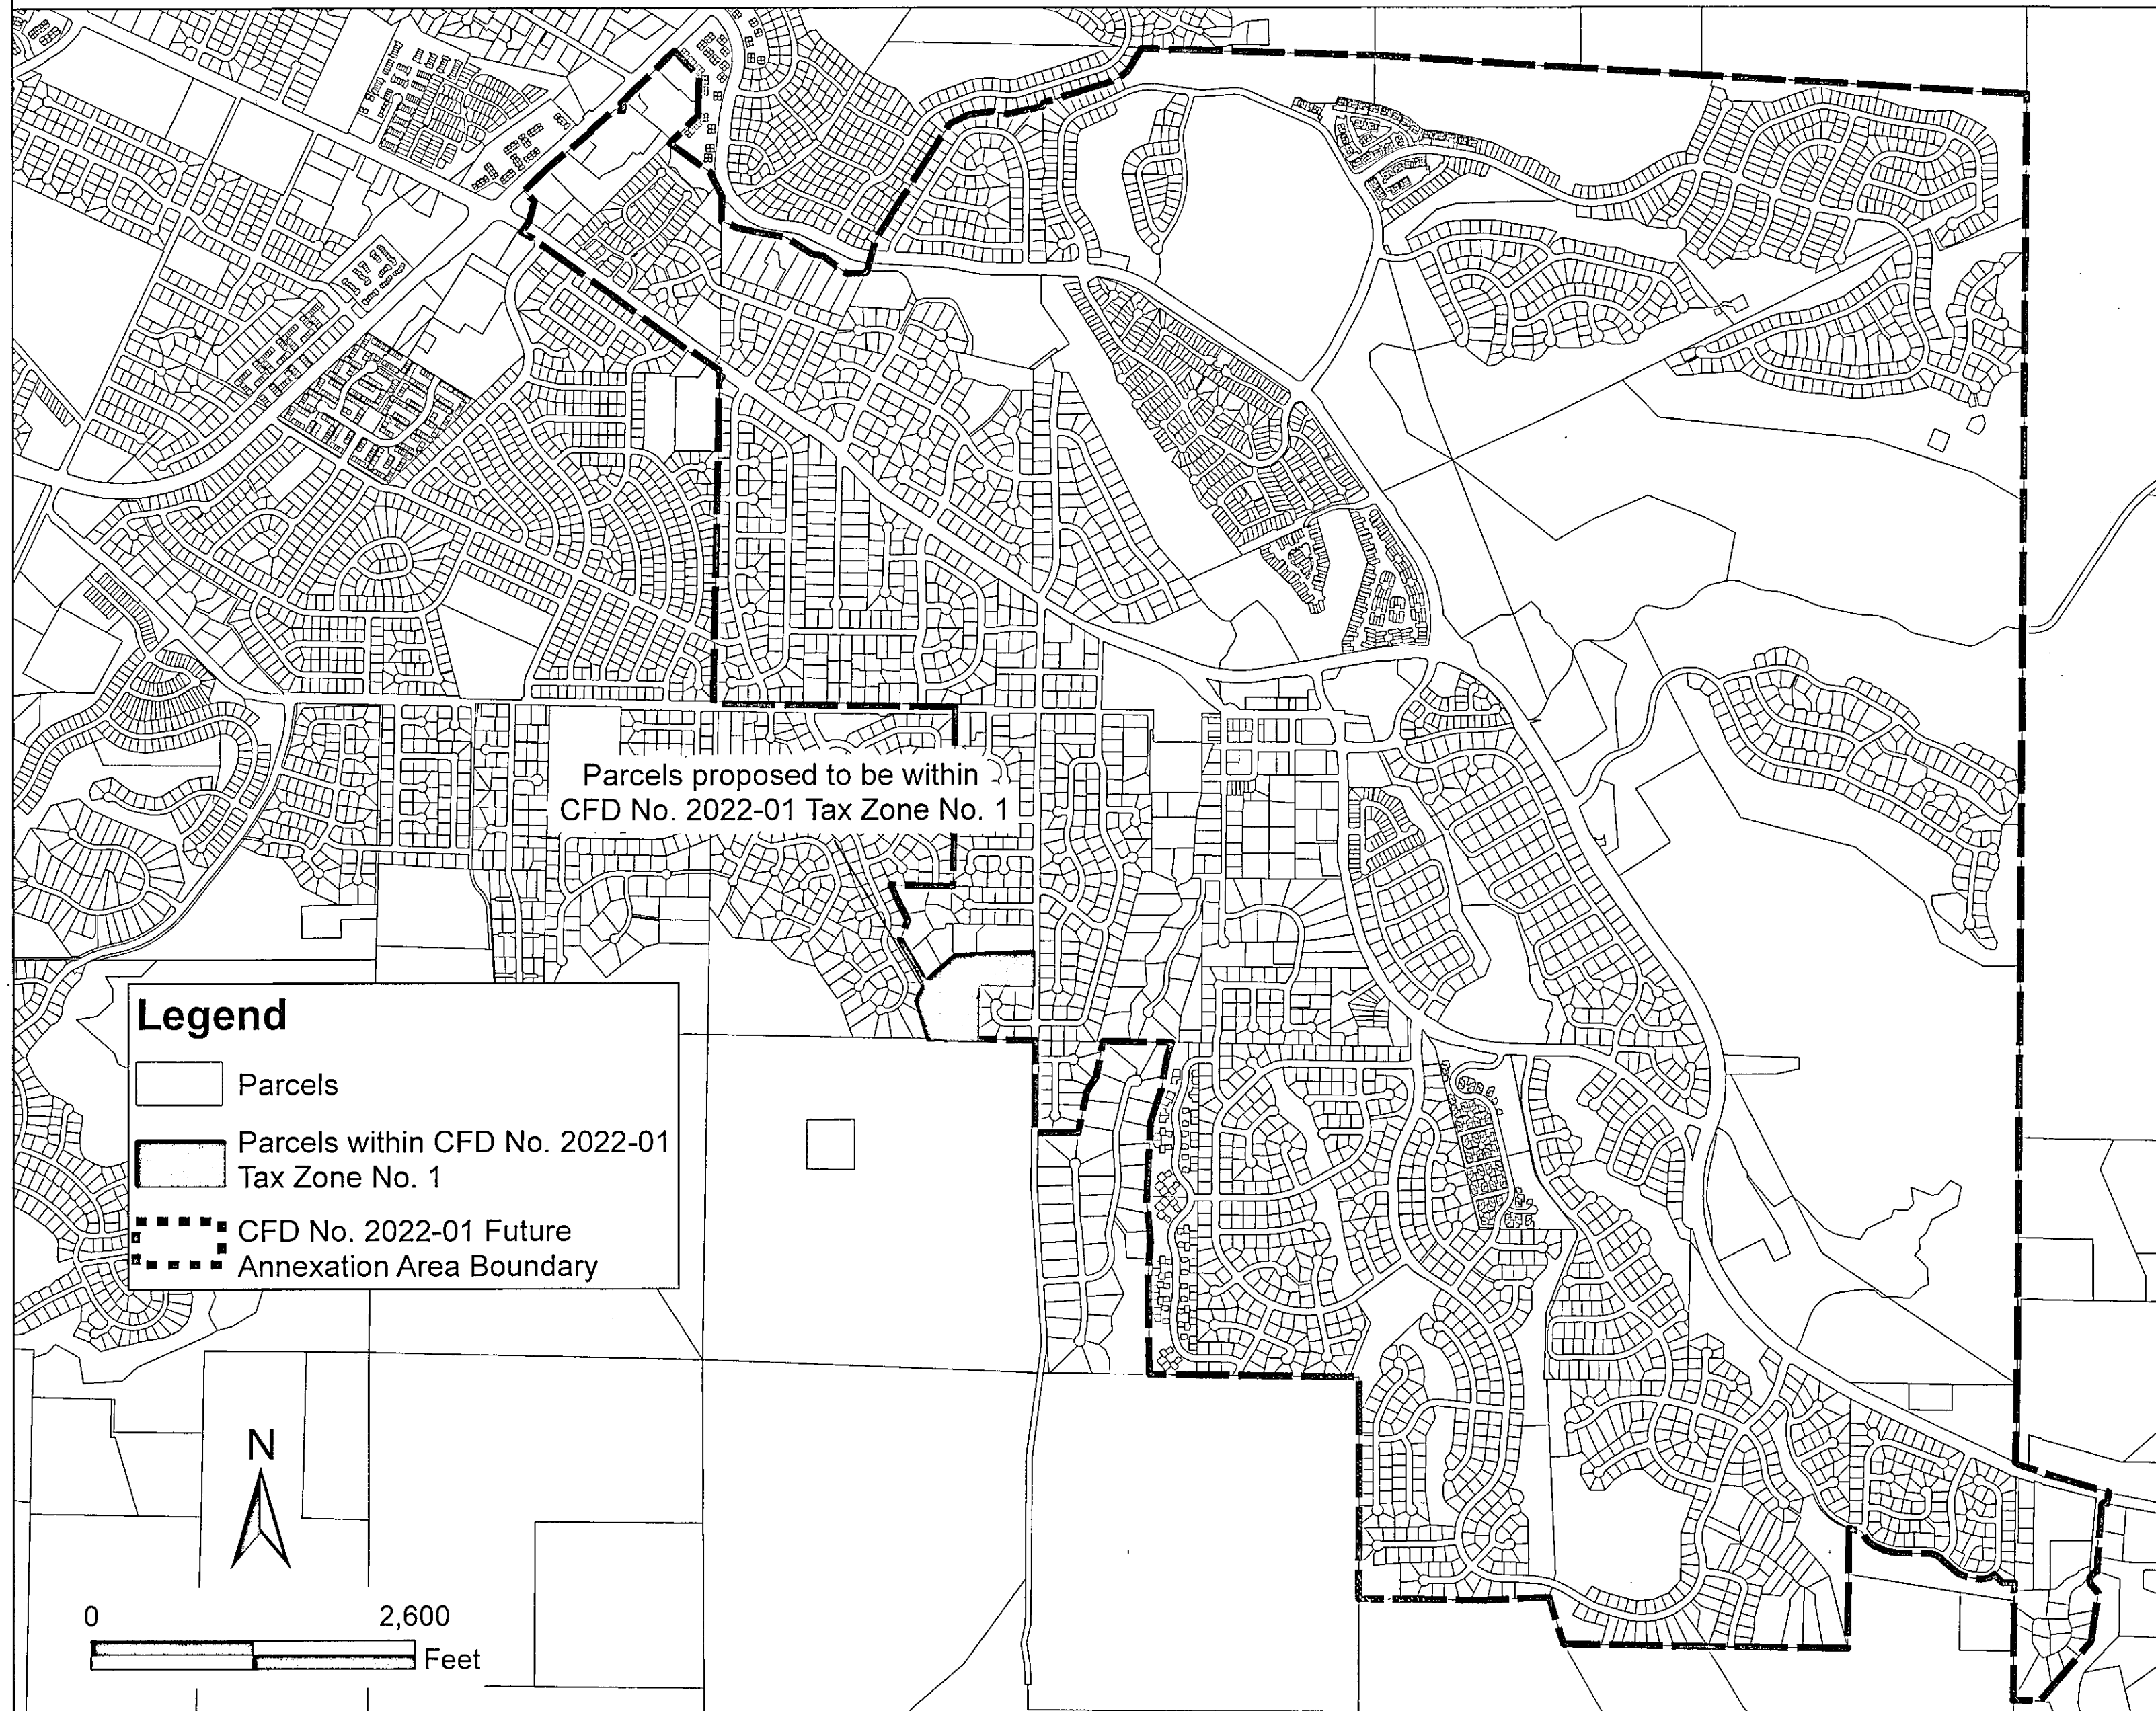 Parcels proposed to be within
CFD No. 2022-01 Tax Zone No. 1
Legend
Parcels
Parcels within CFD No. 2022-01
Tax Zone No. 1
CFD No. 2022-01 Future
Annexation Area Boundary
N
0 2,600
Feet